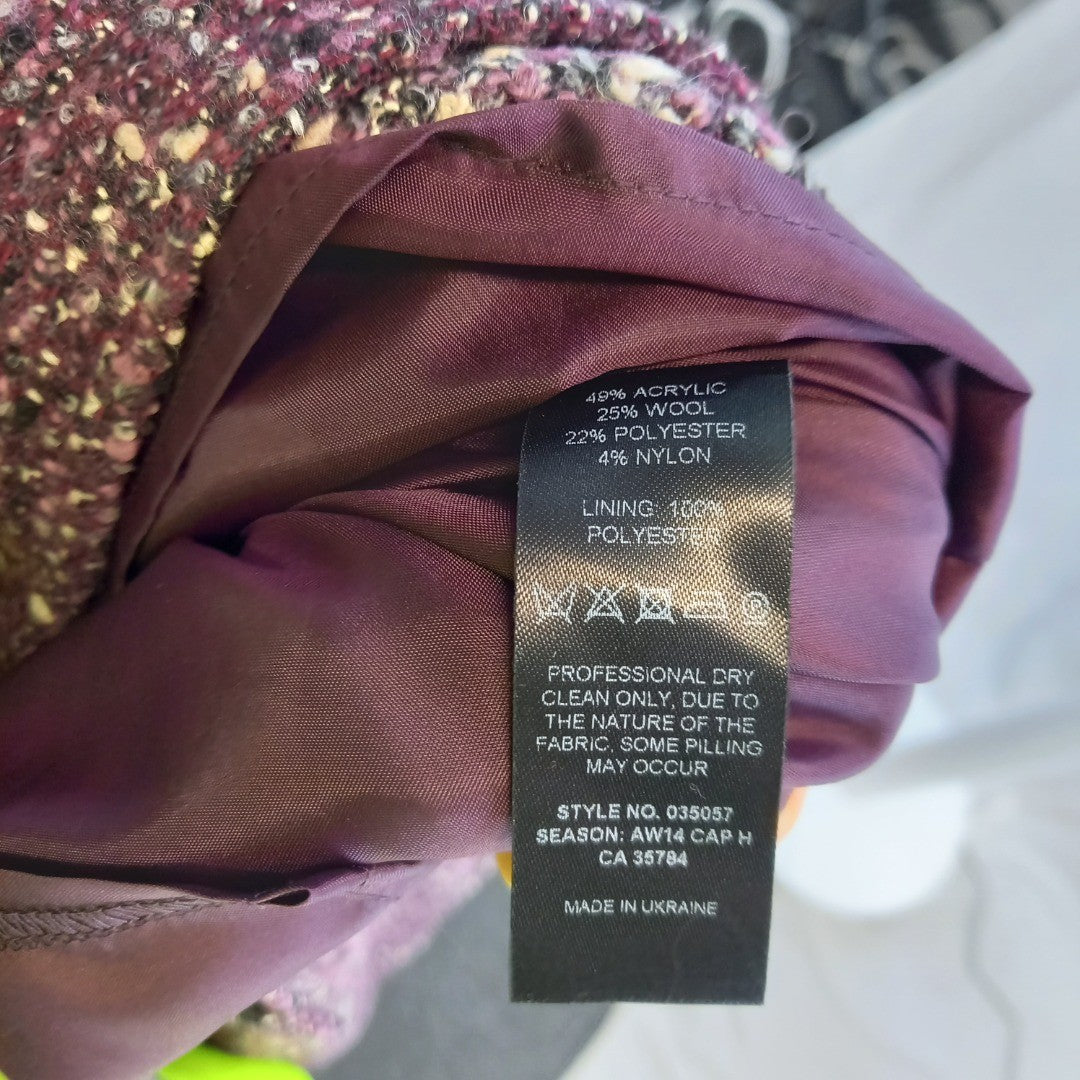 49% ACRYLIC
25% WOOL
22% POLYESTER
4% NYLON
LINING: 100%
POLYESTER
PROFESSIONAL DRY
CLEAN ONLY, DUE TO
THE NATURE OF THE
FABRIC, SOME PILLING
MAY OCCUR
STYLE NO. 035057
SEASON: AW14 CAP H
CA 35784
MADE IN UKRAINE